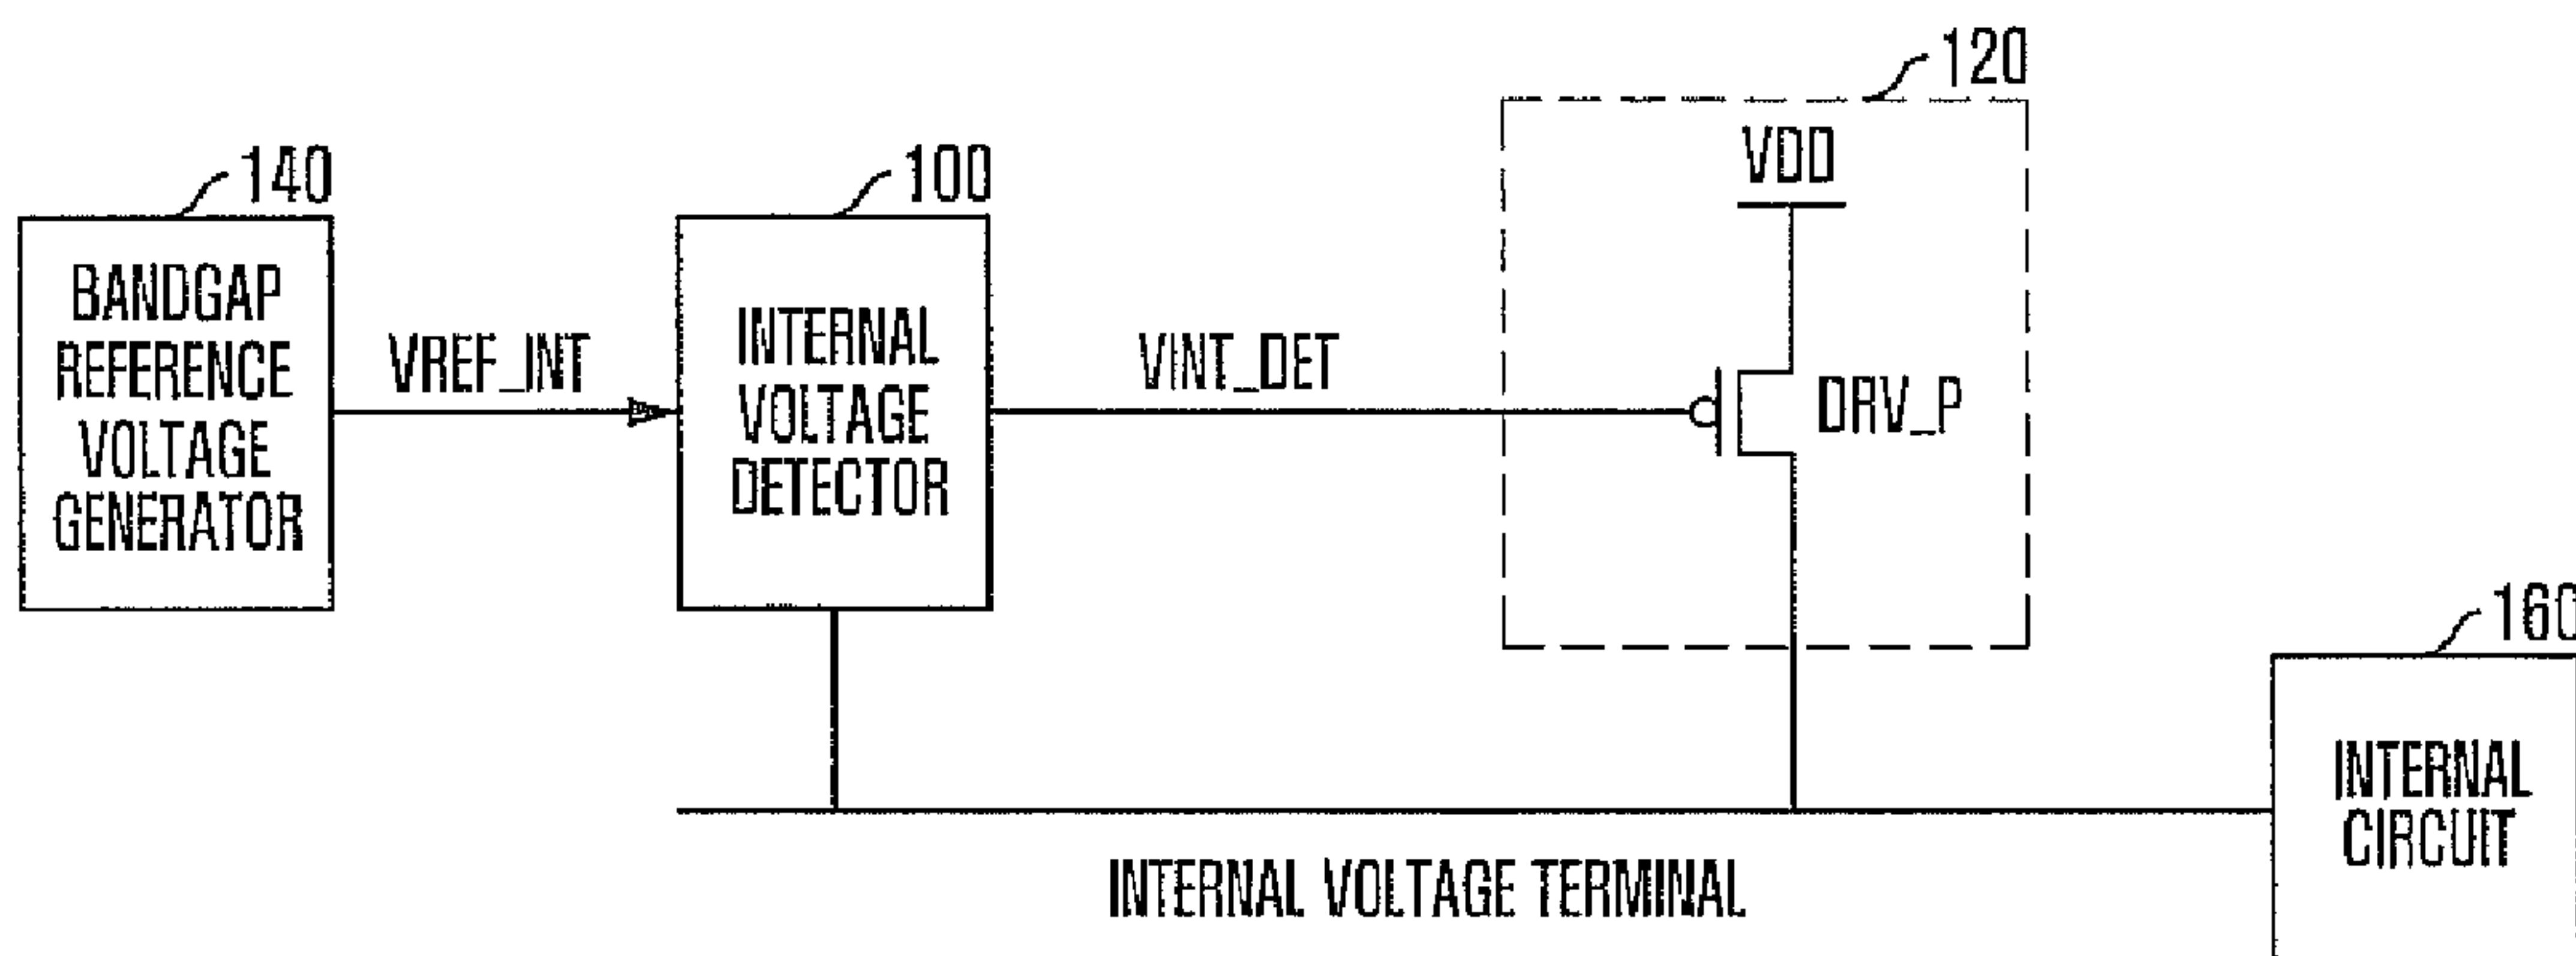 140
BANDGAP
REFERENCE
VOLTAGE
GENERATOR
VREF_INT
100
INTERNAL
VOLTAGE
DETECTOR
VINT_DET
120
VDD
DRV_P
160
INTERNAL
CIRCUIT
INTERNAL VOLTAGE TERMINAL